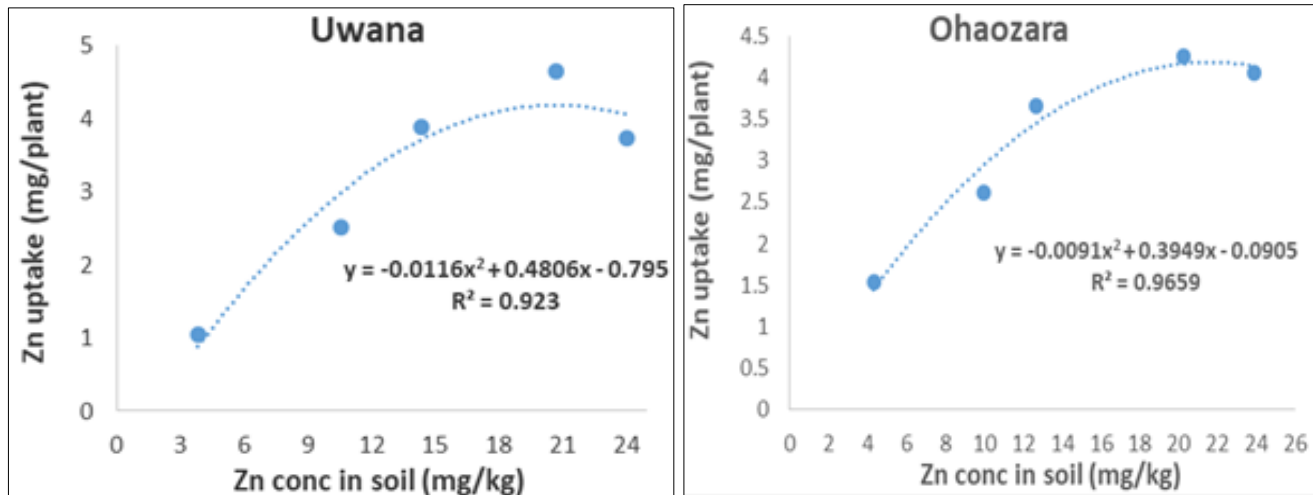 Uwana
Zn uptake (mg/plant)
5
4
3
2
1
0
y = -0.0116x² + 0.4806x - 0.795
R² = 0.923
0 3 6 9 12 15 18 21 24
Zn conc in soil (mg/kg)
Ohaozara
Zn uptake (mg/plant)
4.5
4
3.5
3
2.5
2
1.5
1
0.5
0
y = -0.0091x² + 0.3949x - 0.0905
R² = 0.9659
0 2 4 6 8 10 12 14 16 18 20 22 24 26
Zn conc in soil (mg/kg)